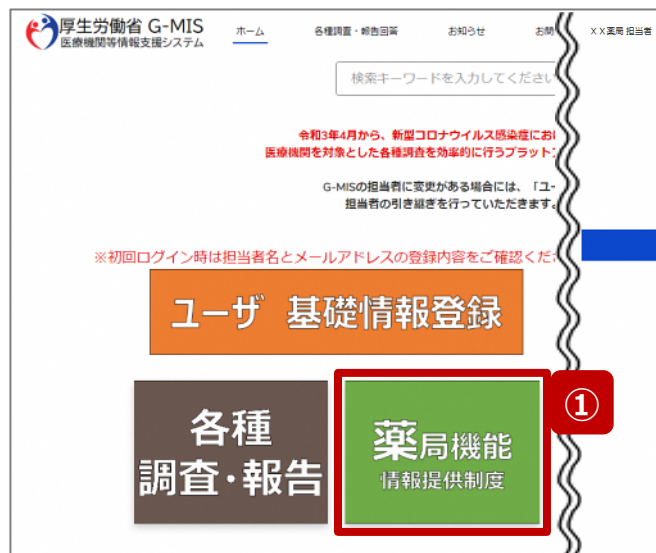 厚生労働省 G-MIS
医療機関等情報支援システム
ホーム 各種調査・報告回答 お知らせ お問 XX薬局 担当者
検索キーワードを入力してください
令和3年4月から、新型コロナウイルス感染症にお
医療機関を対象とした各種調査を効率的に行うプラット
G-MISの担当者に変更がある場合には、「ユー
担当者の引き継ぎを行っていただきます。
※初回ログイン時は担当者名とメールアドレスの登録内容をご確認くだ
ユーザ 基礎情報登録
各種
調査・報告
薬局機能
情報提供制度
①